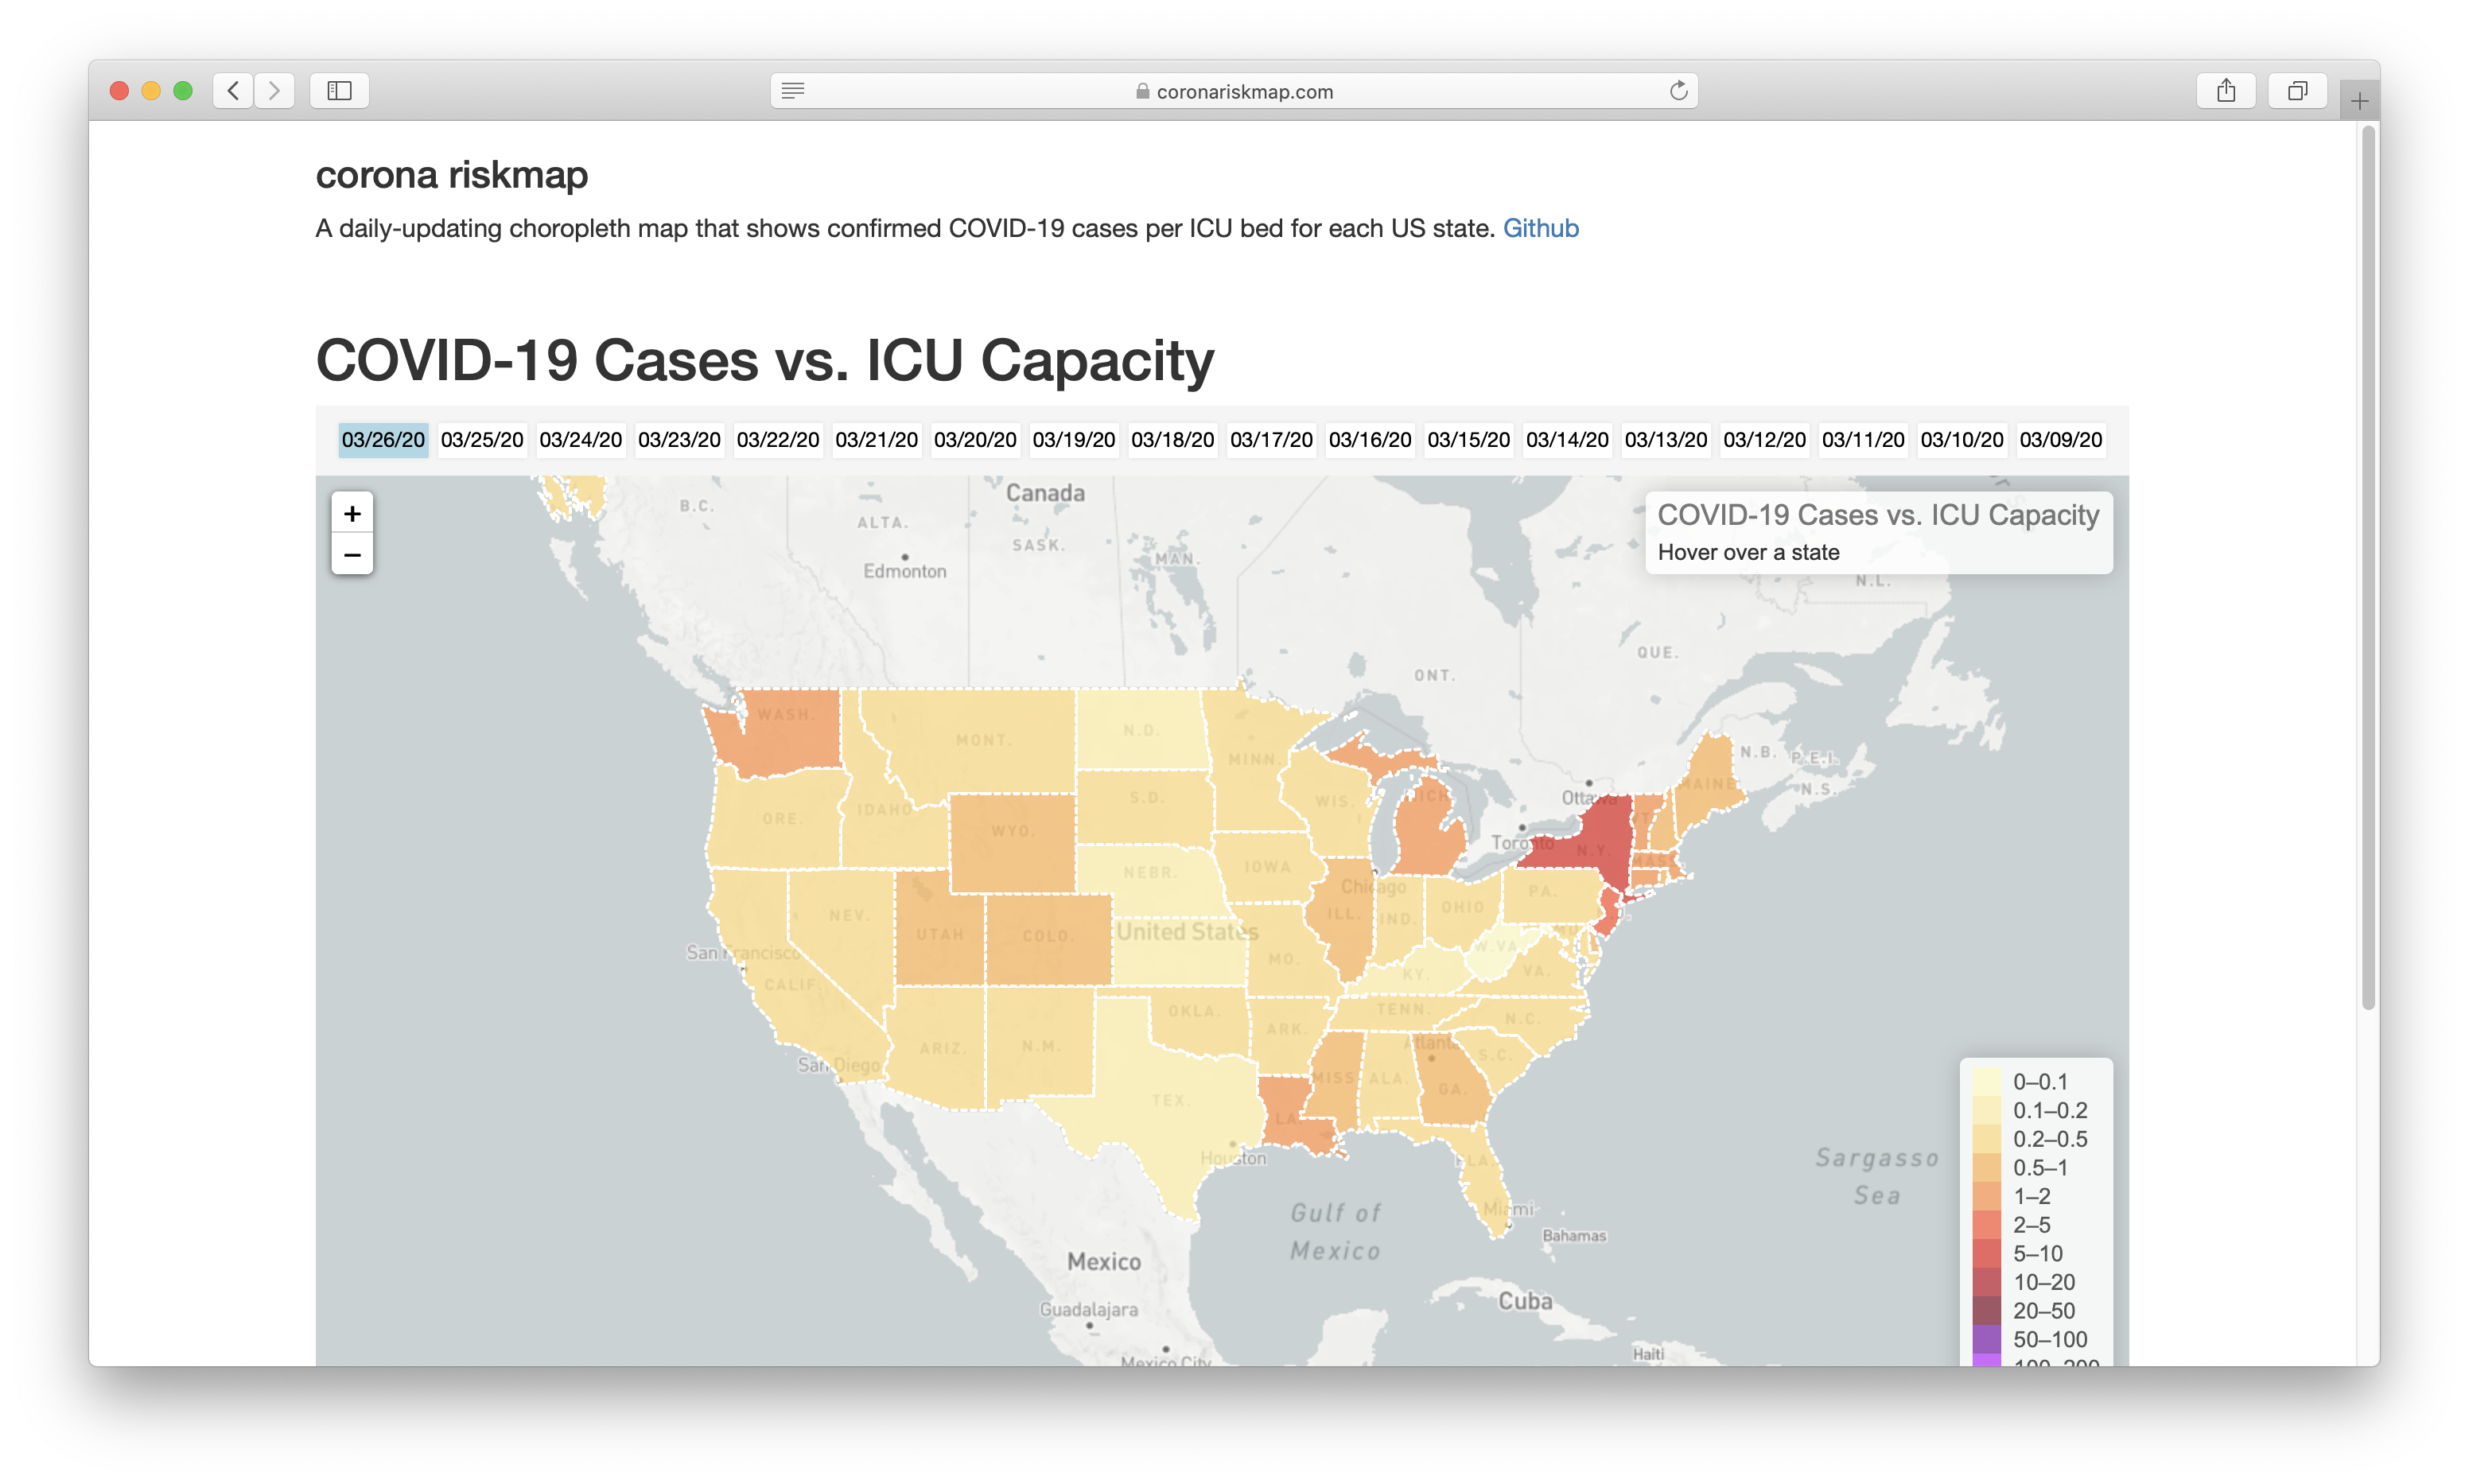 coronariskmap.com
corona riskmap
A daily-updating choropleth map that shows confirmed COVID-19 cases per ICU bed for each US state. Github
COVID-19 Cases vs. ICU Capacity
03/26/20 03/25/20 03/24/20 03/23/20 03/22/20 03/21/20 03/20/20 03/19/20 03/18/20 03/17/20 03/16/20 03/15/20 03/14/20 03/13/20 03/12/20 03/11/20 03/10/20 03/09/20
+
−
COVID-19 Cases vs. ICU Capacity
Hover over a state
Canada
B.C.
ALTA.
SASK.
MAN.
Edmonton
N.L.
QUE.
ONT.
WASH.
MONT.
N.D.
MINN.
N.B.
P.E.I.
N.S.
MAINE
Ottawa
ORE.
IDAHO
WYO.
S.D.
WIS.
MICH.
Toronto
N.Y.
VT.
MASS.
NEBR.
IOWA
Chicago
PA.
NEV.
UTAH
COLO.
United States
ILL.
IND.
OHIO
MD.
San Francisco
CALIF.
MO.
KY.
W.VA.
VA.
OKLA.
ARK.
TENN.
N.C.
ARIZ.
N.M.
Atlanta
S.C.
San Diego
TEX.
MISS.
ALA.
GA.
LA.
Houston
FLA.
Miami
Gulf of
Mexico
Bahamas
Sargasso
Sea
Mexico
Cuba
Guadalajara
Mexico City
Haiti
0–0.1
0.1–0.2
0.2–0.5
0.5–1
1–2
2–5
5–10
10–20
20–50
50–100
100–200